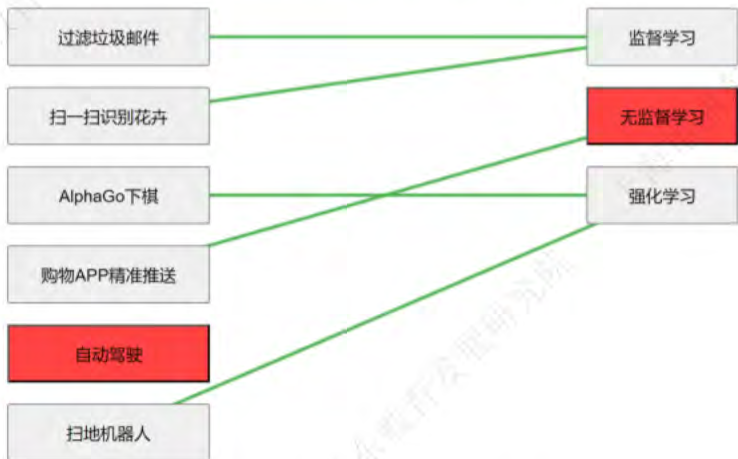 过滤垃圾邮件
监督学习
扫一扫识别花卉
无监督学习
AlphaGo下棋
强化学习
购物APP精准推送
自动驾驶
扫地机器人